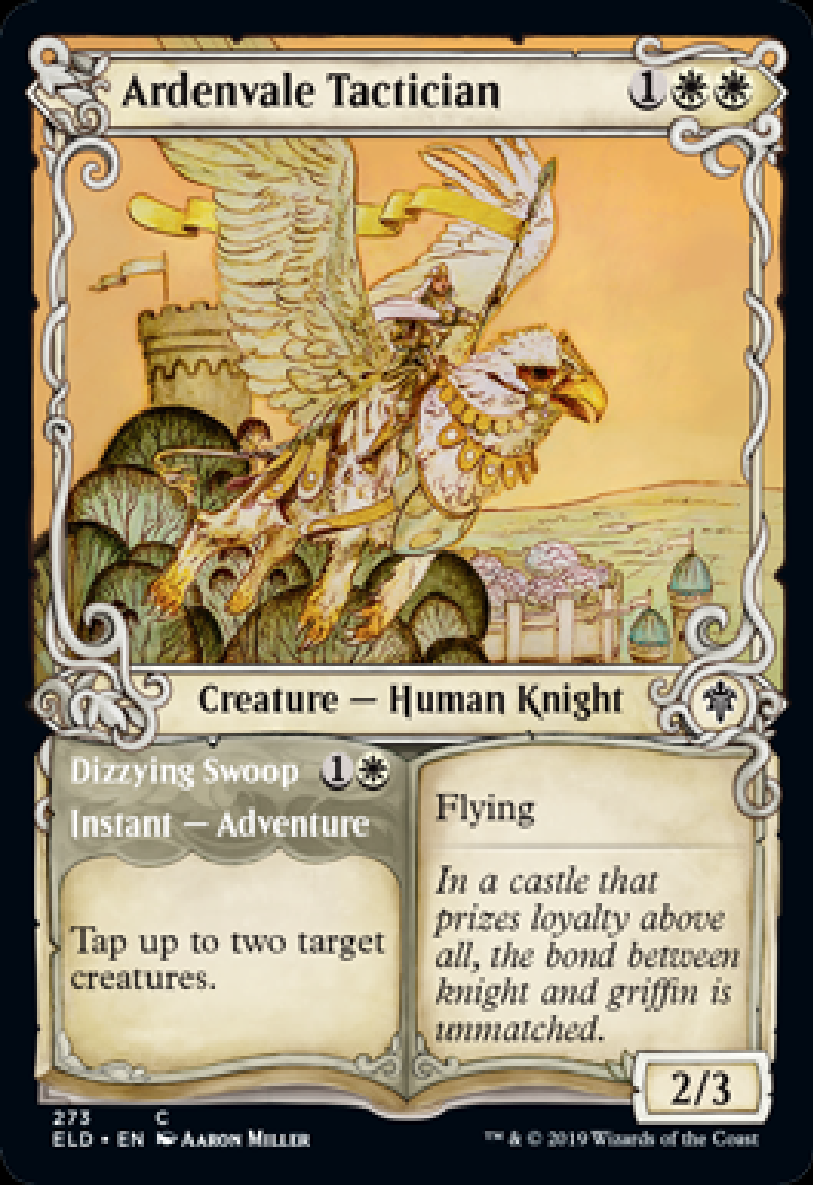 Ardenvale Tactician 1
Creature — Human Knight
Dizzying Swoop 1
Instant — Adventure
Tap up to two target
creatures.
Flying
In a castle that
prizes loyalty above
all, the bond between
knight and griffin is
unmatched.
2/3
273 C
ELD • EN AARON MILLER
™ & © 2019 Wizards of the Coast